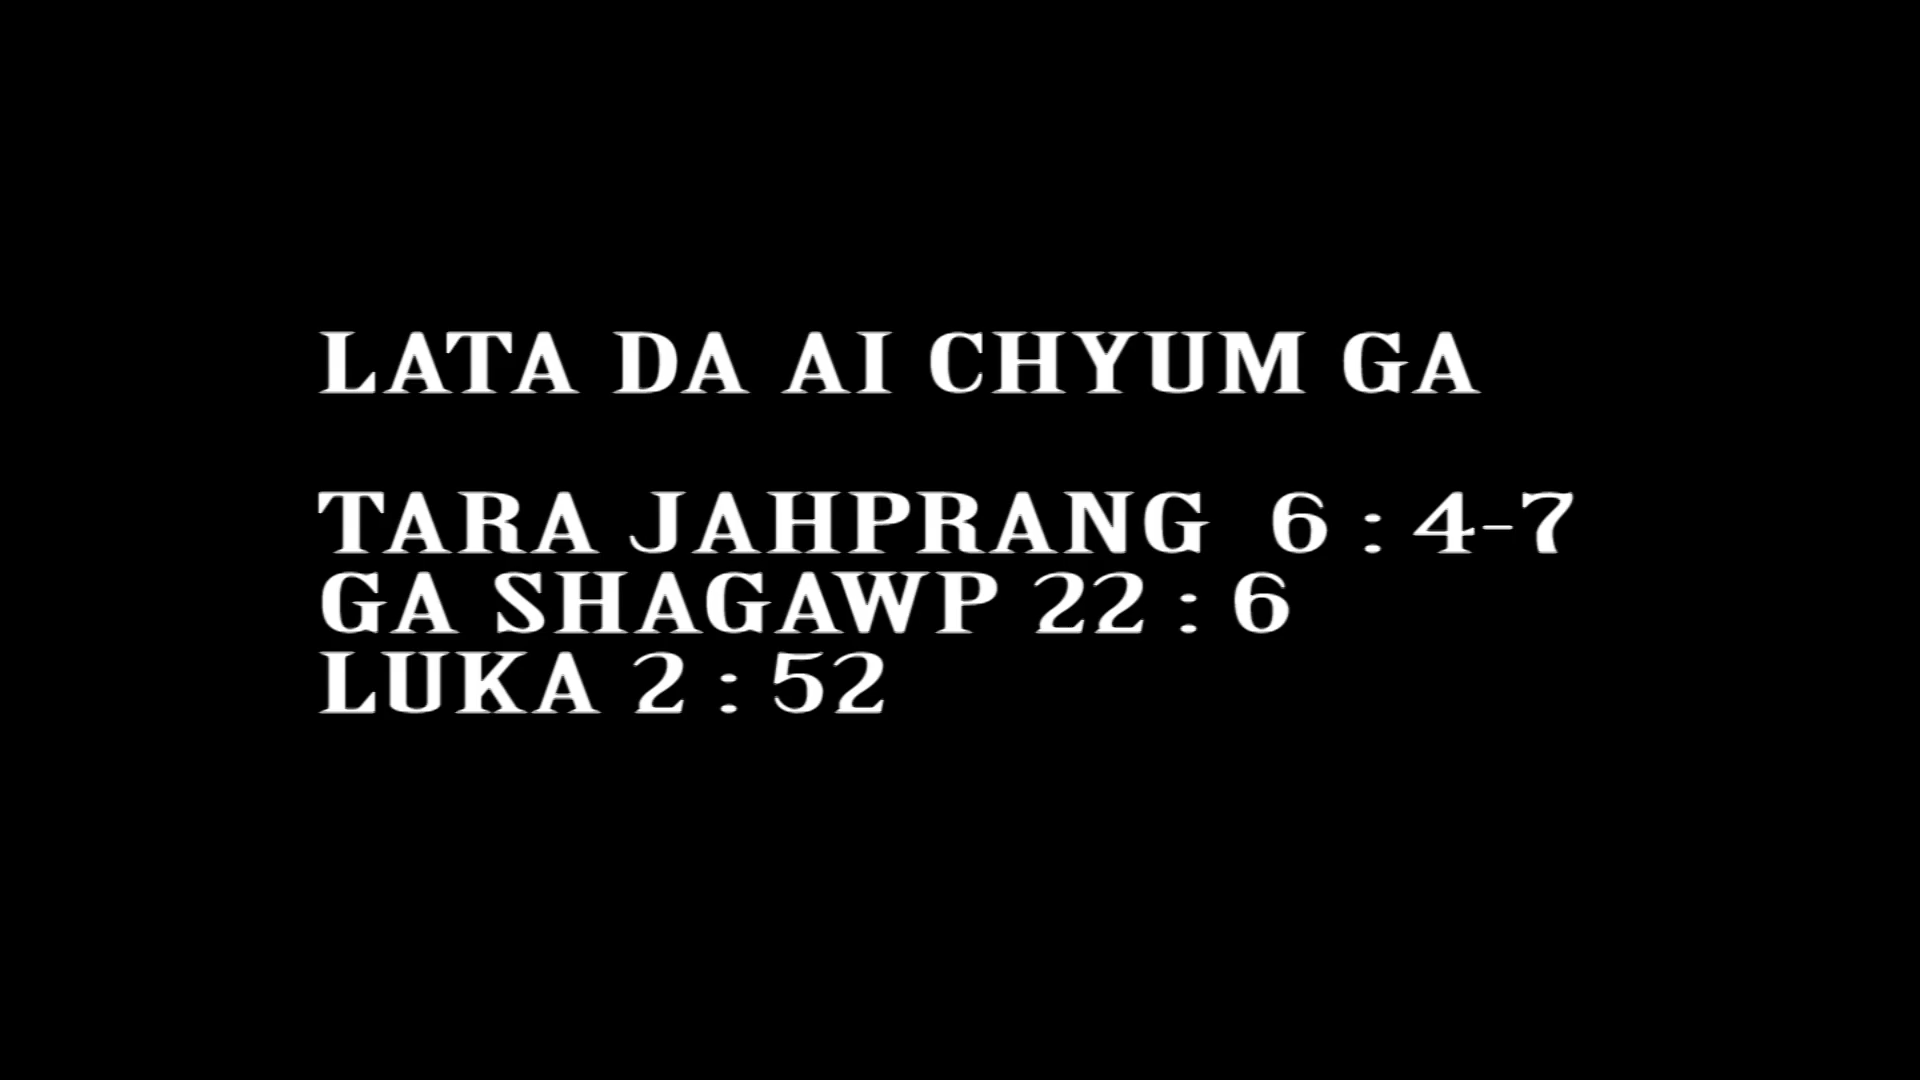 LATA DA AI CHYUM GA
TARA JAHPRANG 6 : 4-7
GA SHAGAWP 22 : 6
LUKA 2 : 52